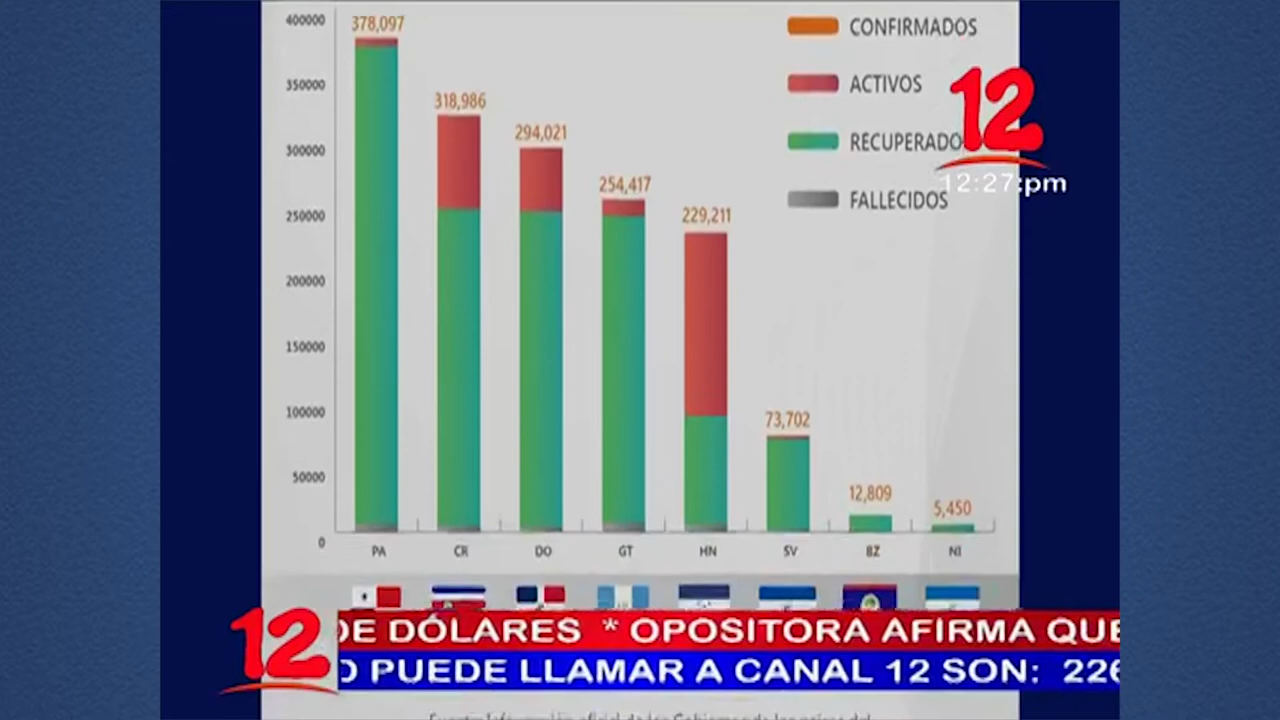 400000
350000
300000
250000
200000
150000
100000
50000
0
378,097
318,986
294,021
254,417
229,211
73,702
12,809
5,450
PA
CR
DO
GT
HN
SV
BZ
NI
CONFIRMADOS
ACTIVOS
RECUPERADO
FALLECIDOS
12
12:27:pm
12
DE DÓLARES * OPOSITORA AFIRMA QUE
O PUEDE LLAMAR A CANAL 12 SON: 226